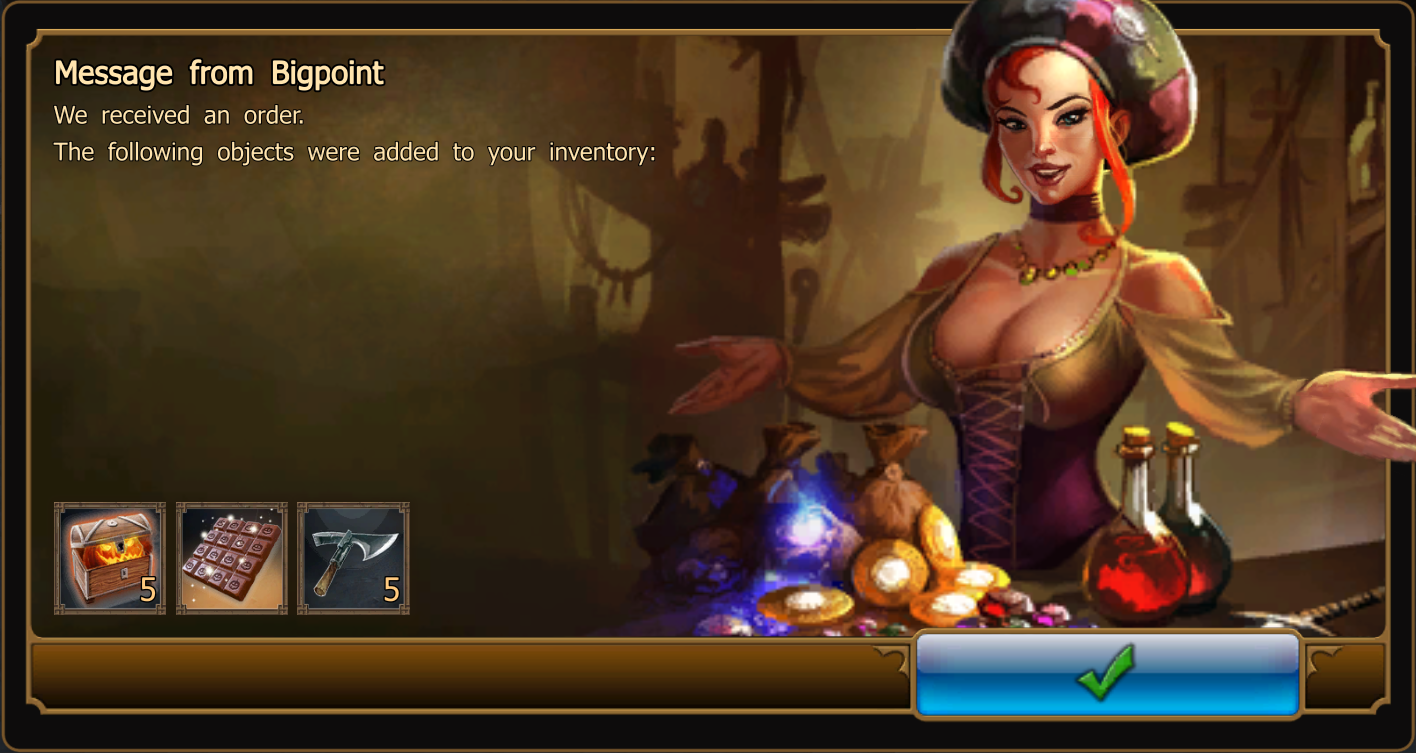 Message from Bigpoint
We received an order.
The following objects were added to your inventory:
5
5